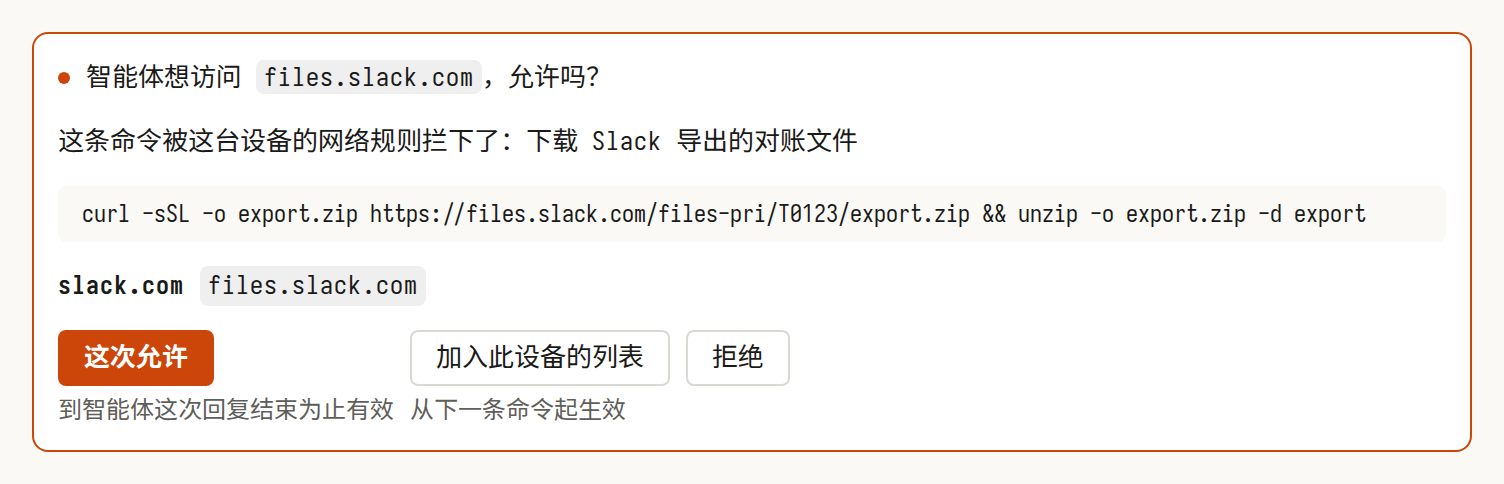 智能体想访问 files.slack.com，允许吗？
这条命令被这台设备的网络规则拦下了：下载 Slack 导出的对账文件
curl -sSL -o export.zip https://files.slack.com/files-pri/T0123/export.zip && unzip -o export.zip -d export
slack.com files.slack.com
这次允许 加入此设备的列表 拒绝
到智能体这次回复结束为止有效 从下一条命令起生效